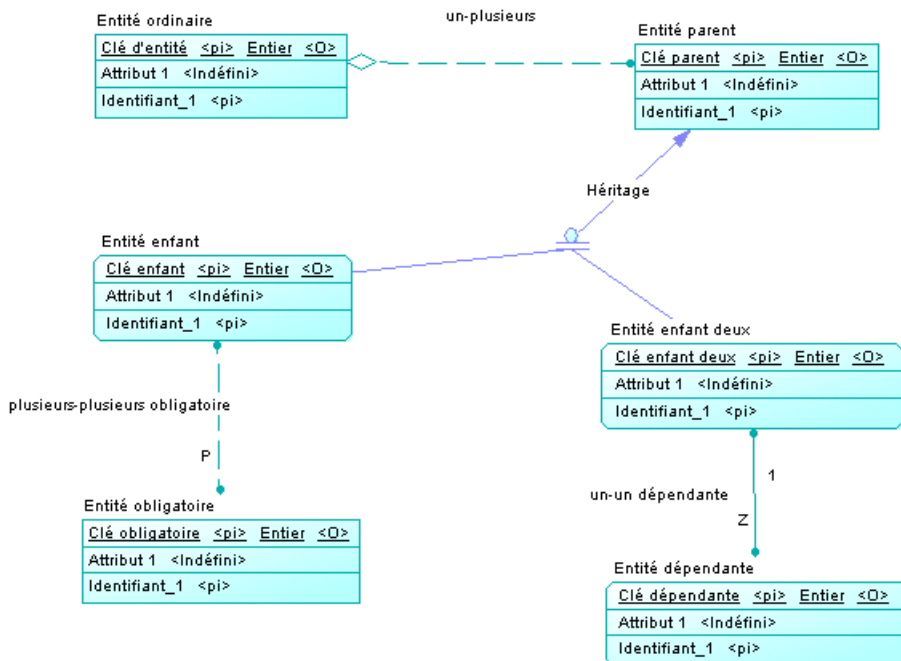 Entité ordinaire
Clé d'entité <pi> Entier <O>
Attribut 1 <Indéfini>
Identifiant_1 <pi>
un-plusieurs
Entité parent
Clé parent <pi> Entier <O>
Attribut 1 <Indéfini>
Identifiant_1 <pi>
Héritage
Entité enfant
Clé enfant <pi> Entier <O>
Attribut 1 <Indéfini>
Identifiant_1 <pi>
Entité enfant deux
Clé enfant deux <pi> Entier <O>
Attribut 1 <Indéfini>
Identifiant_1 <pi>
plusieurs-plusieurs obligatoire
P
Entité obligatoire
Clé obligatoire <pi> Entier <O>
Attribut 1 <Indéfini>
Identifiant_1 <pi>
1
un-un dépendante
Z
Entité dépendante
Clé dépendante <pi> Entier <O>
Attribut 1 <Indéfini>
Identifiant_1 <pi>